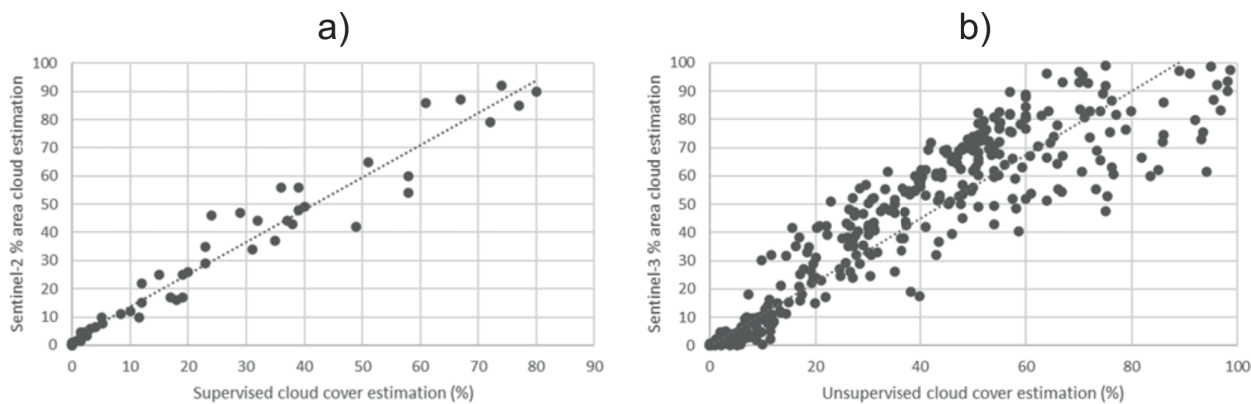 a)
Sentinel-2 % area cloud estimation
100
90
80
70
60
50
40
30
20
10
0
0 10 20 30 40 50 60 70 80 90
Supervised cloud cover estimation (%)
b)
Sentinel-3 % area cloud estimation
100
90
80
70
60
50
40
30
20
10
0
0 20 40 60 80 100
Unsupervised cloud cover estimation (%)